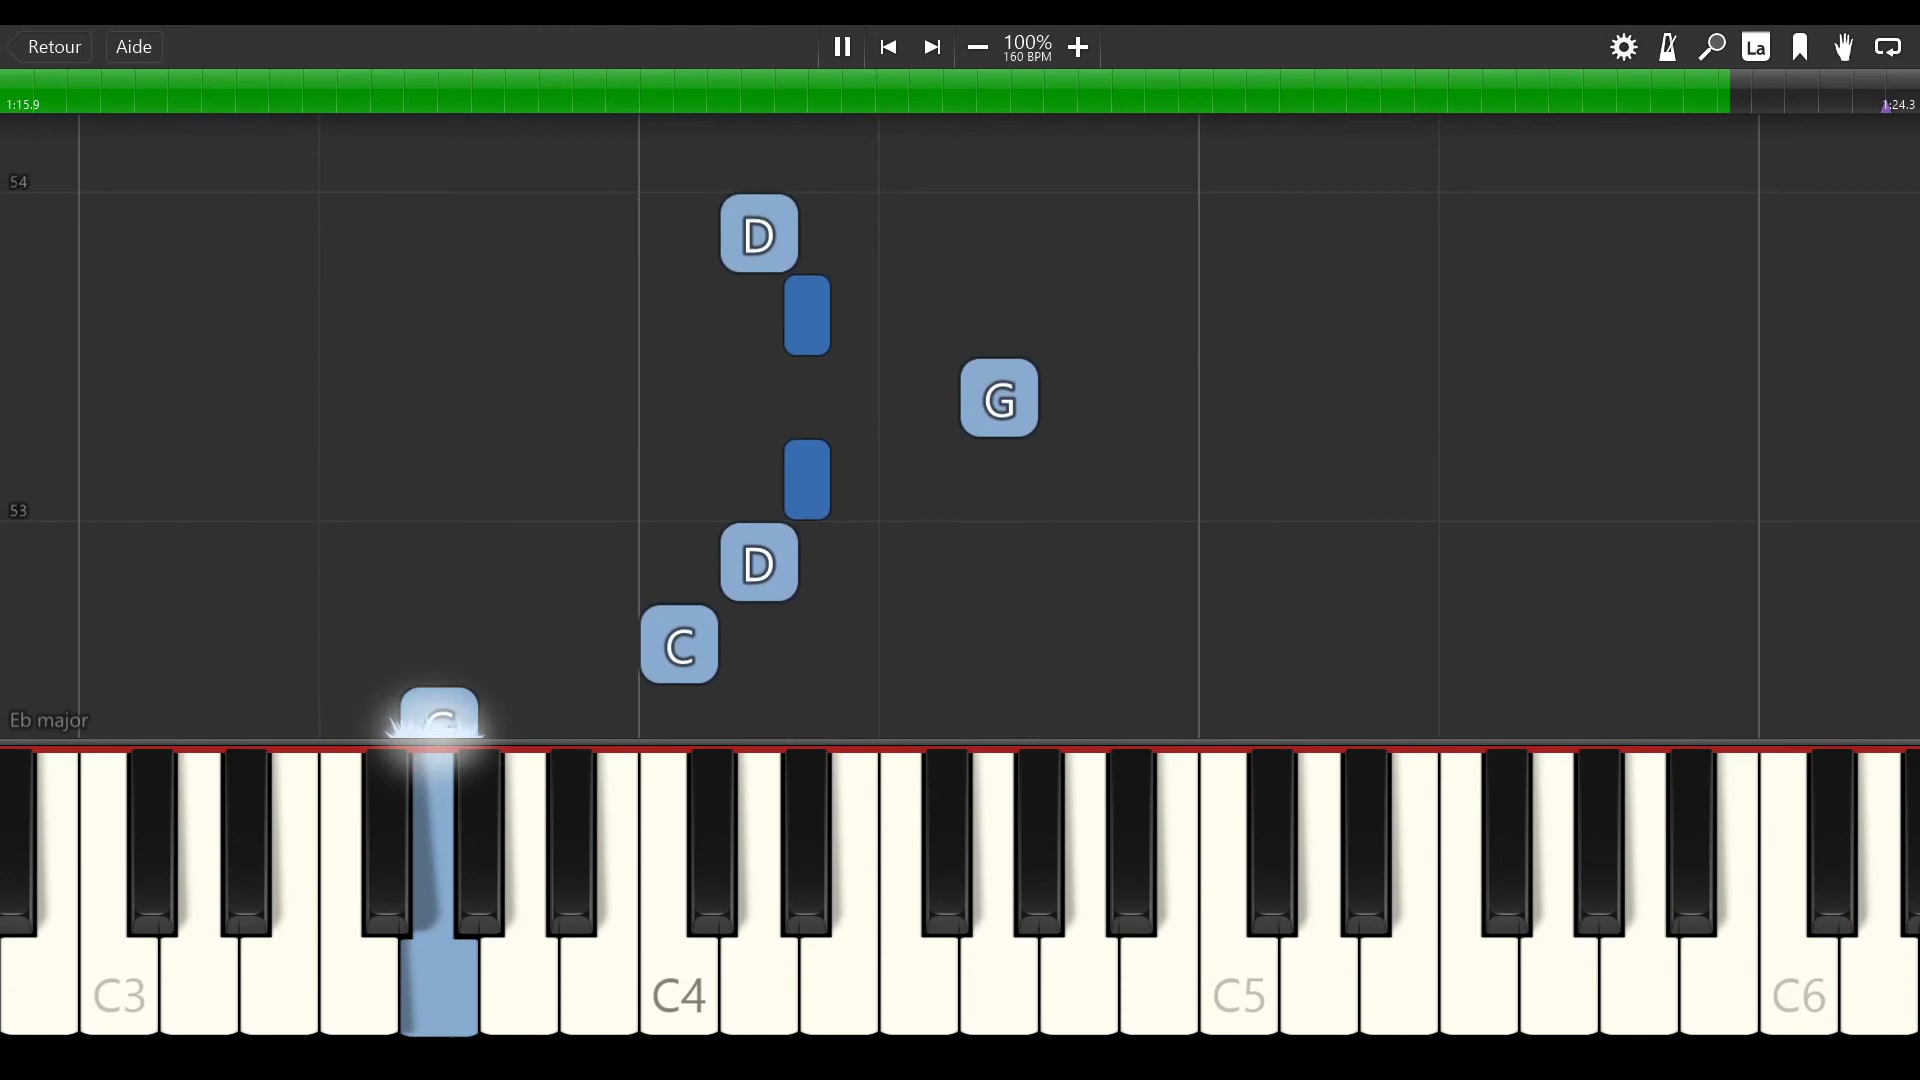 Retour
Aide
100%
160 BPM
La
1:15.9
1:24.3
54
D
G
53
D
C
G
Eb major
C3
C4
C5
C6